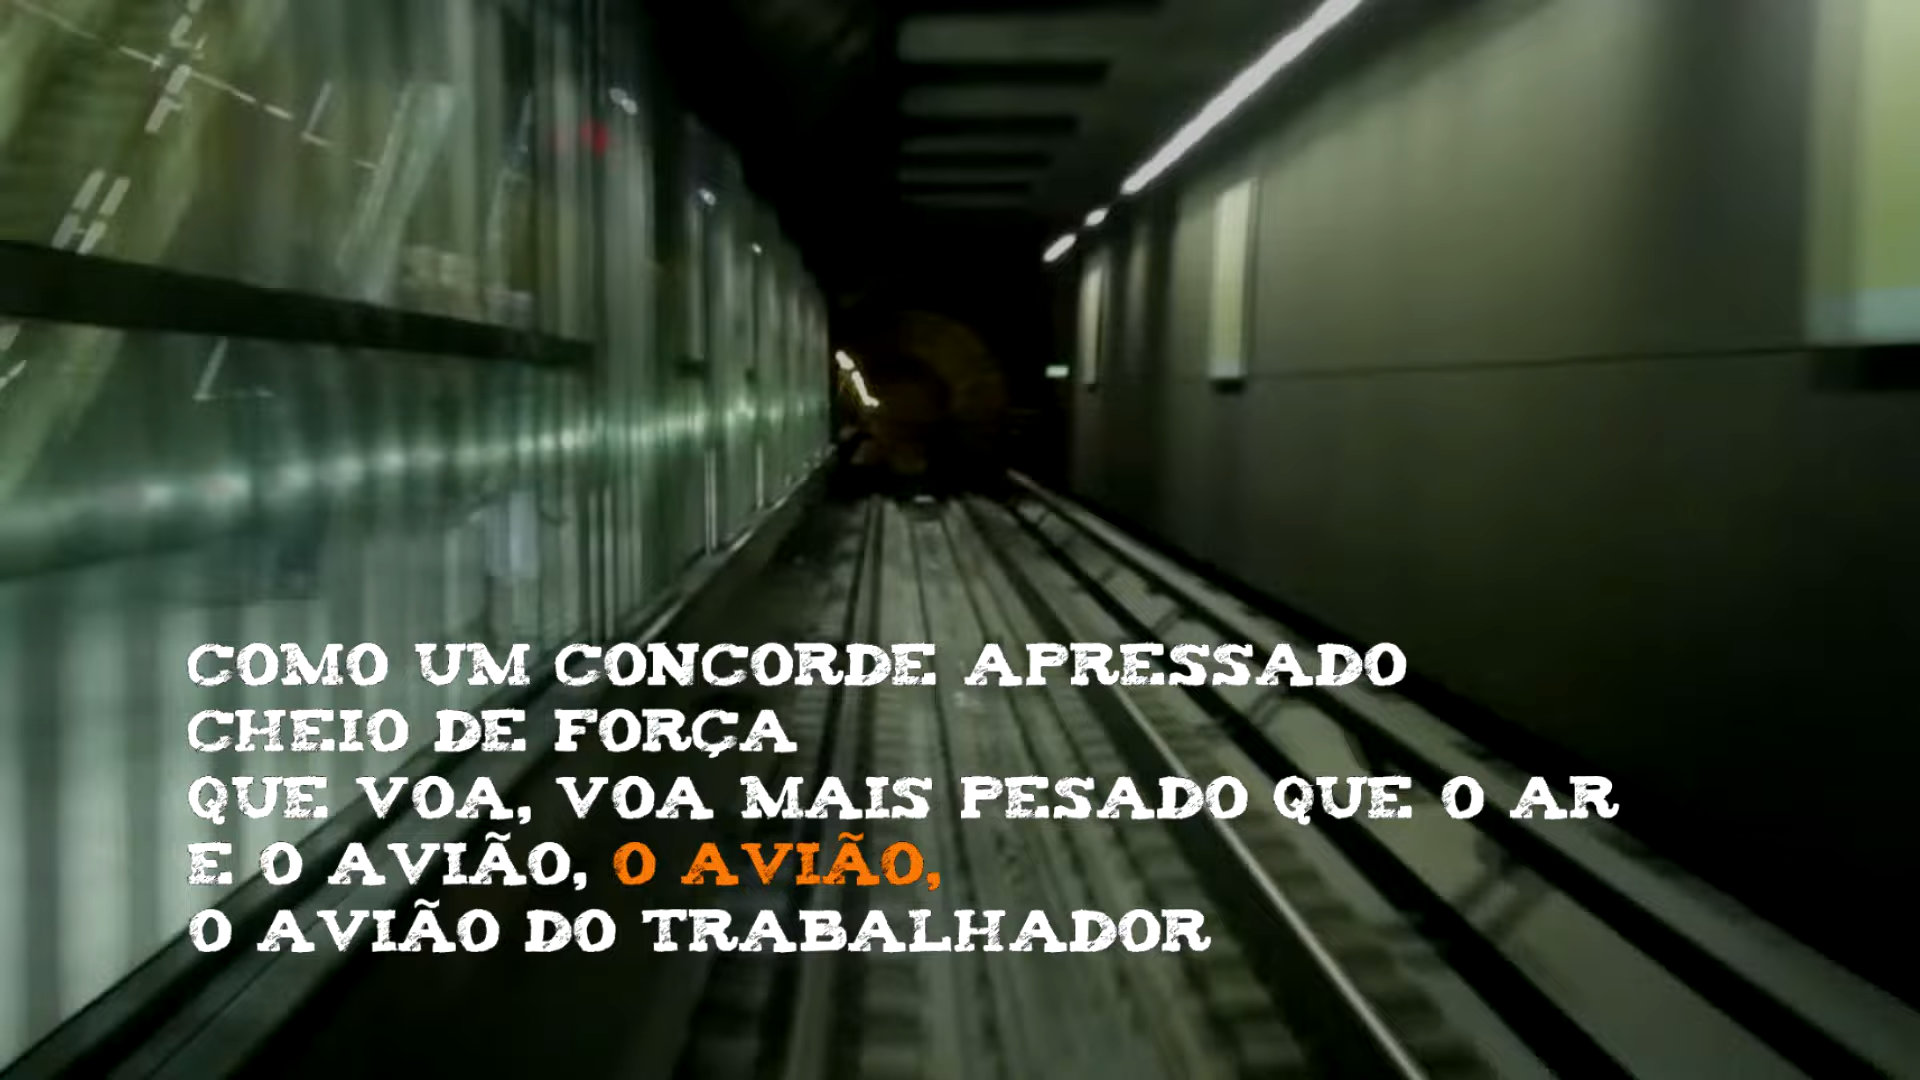 COMO UM CONCORDE APRESSADO
CHEIO DE FORÇA
QUE VOA, VOA MAIS PESADO QUE O AR
E O AVIÃO, O AVIÃO,
O AVIÃO DO TRABALHADOR